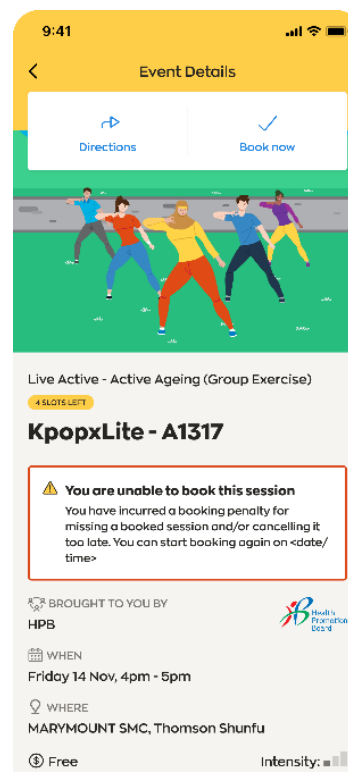 9:41
Event Details
Directions
Book now
Live Active - Active Ageing (Group Exercise)
4 SLOTS LEFT
KpopxLite - A1317
You are unable to book this session
You have incurred a booking penalty for
missing a booked session and/or cancelling it
too late. You can start booking again on <date/
time>
BROUGHT TO YOU BY
HPB
Health
Promotion
Board
WHEN
Friday 14 Nov, 4pm - 5pm
WHERE
MARYMOUNT SMC, Thomson Shunfu
Free
Intensity: